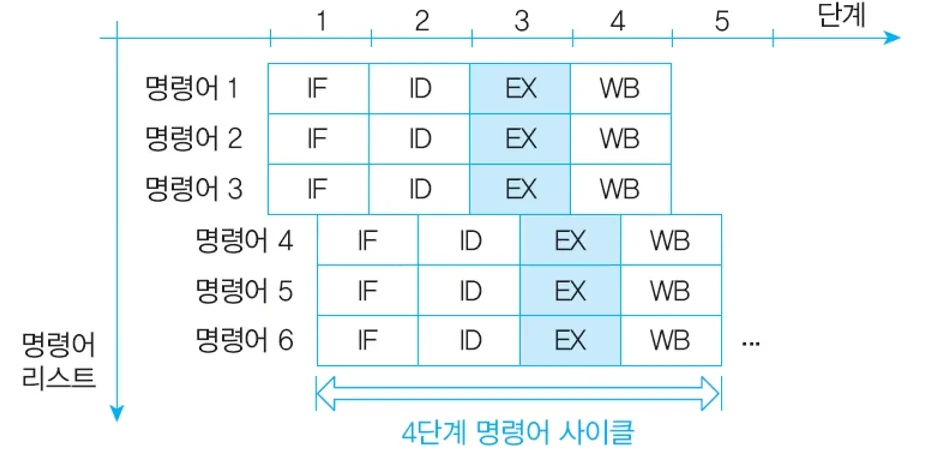 1 2 3 4 5 단계
명령어 1 IF ID EX WB
명령어 2 IF ID EX WB
명령어 3 IF ID EX WB
명령어 4 IF ID EX WB
명령어 5 IF ID EX WB
명령어 6 IF ID EX WB ···
명령어
리스트
4단계 명령어 사이클